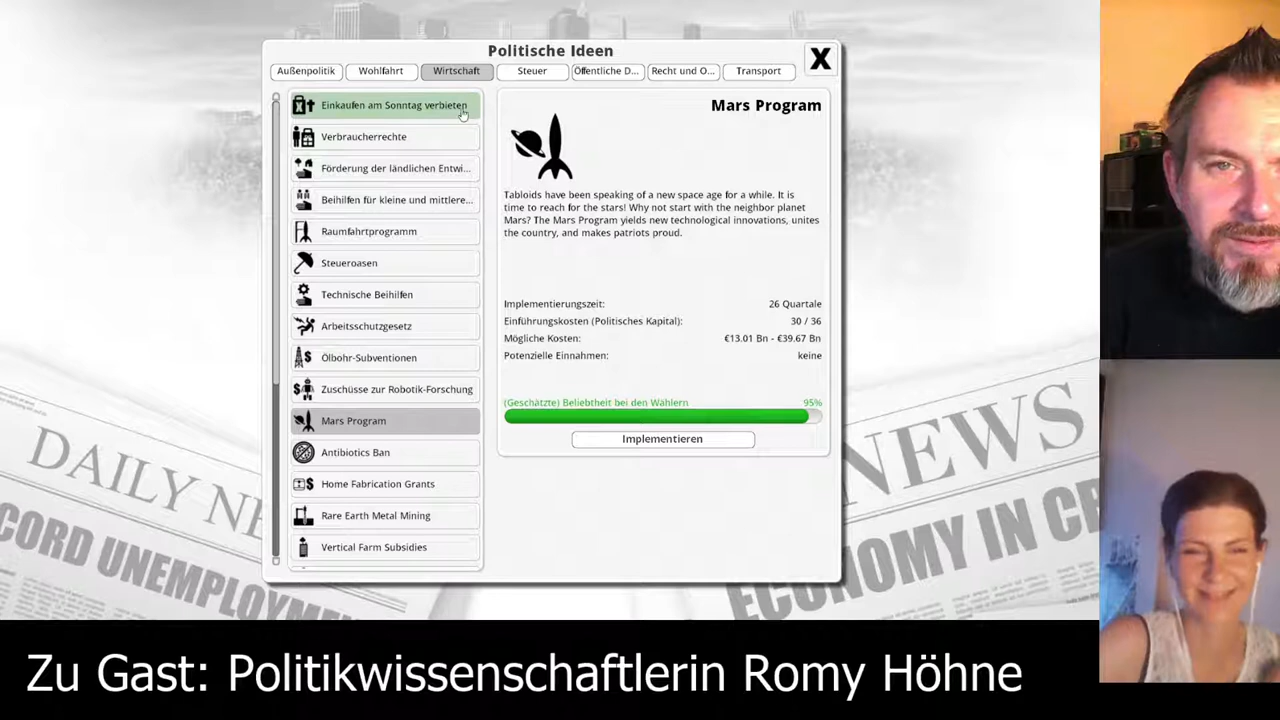 Politische Ideen
X
Außenpolitik
Wohlfahrt
Wirtschaft
Steuer
Öffentliche D...
Recht und O...
Transport
Einkaufen am Sonntag verbieten
Verbraucherrechte
Förderung der ländlichen Entwi...
Beihilfen für kleine und mittlere...
Raumfahrtprogramm
Steueroasen
Technische Beihilfen
Arbeitsschutzgesetz
Ölbohr-Subventionen
Zuschüsse zur Robotik-Forschung
Mars Program
Antibiotics Ban
Home Fabrication Grants
Rare Earth Metal Mining
Vertical Farm Subsidies
Mars Program
Tabloids have been speaking of a new space age for a while. It is
time to reach for the stars! Why not start with the neighbor planet
Mars? The Mars Program yields new technological innovations, unites
the country, and makes patriots proud.
Implementierungszeit: 26 Quartale
Einführungskosten (Politisches Kapital): 30 / 36
Mögliche Kosten: €13.01 Bn - €39.67 Bn
Potenzielle Einnahmen: keine
(Geschätzte) Beliebtheit bei den Wählern 95%
Implementieren
DAILY NE
CORD UNEMPLOYME
NEWS
ECONOMY IN CR
Zu Gast: Politikwissenschaftlerin Romy Höhne